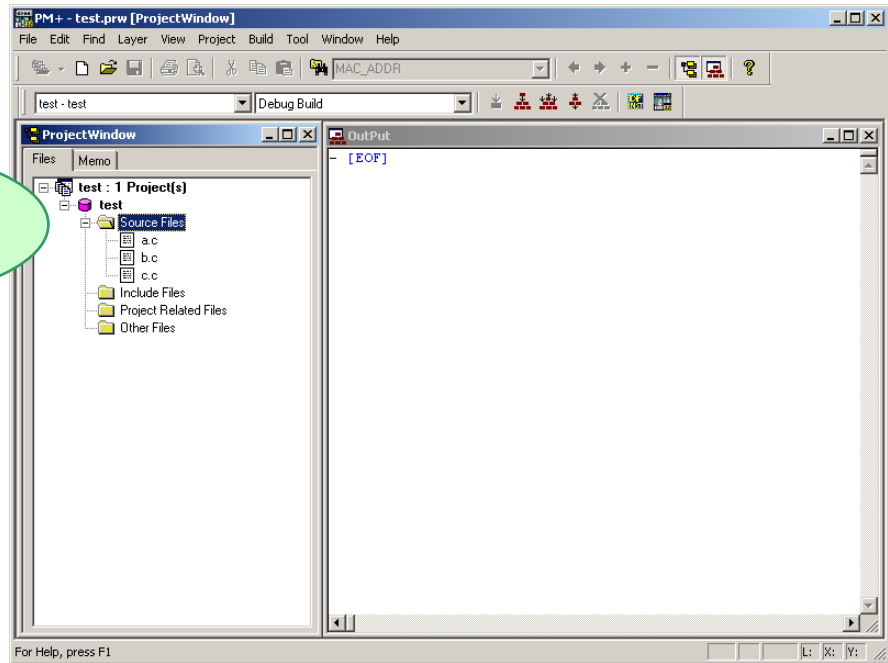 PM+ - test.prw [ProjectWindow]
File Edit Find Layer View Project Build Tool Window Help
MAC_ADDR
test - test Debug Build
ProjectWindow
Files Memo
test : 1 Project(s)
test
Source Files
a.c
b.c
c.c
Include Files
Project Related Files
Other Files
OutPut
- [EOF]
For Help, press F1
L: X: Y: